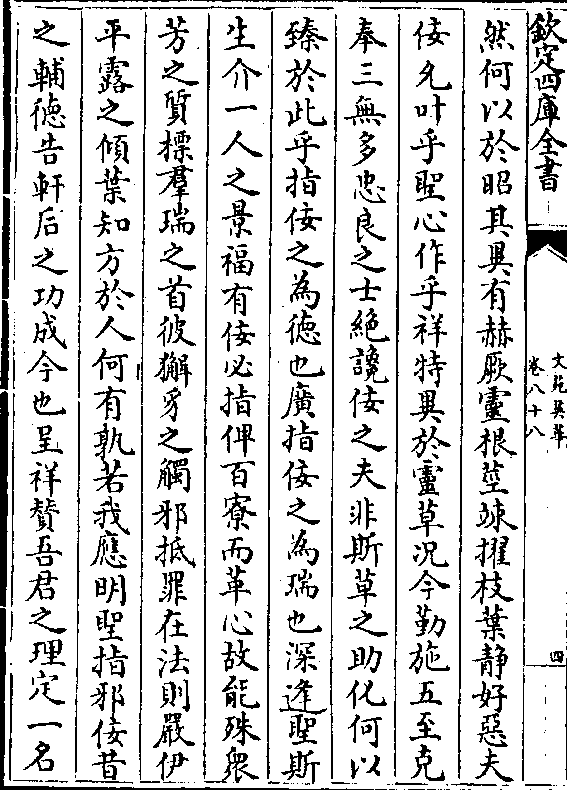 欽定四庫全書
文苑英華
卷八十八
四
然何以於昭其異有赫厥靈根莖竦擢枝葉静好惡夫
佞允叶乎聖心作乎祥特異於靈草況今勤施五至克
奉三無多忠良之士絶讒佞之夫非斯草之助化何以
臻於此乎指佞之為徳也廣指佞之為瑞也深逢聖斯
生介一人之景福有佞必指俾百寮而革心故能殊衆
芳之質摽羣瑞之首彼獬豸之觸邪抵罪在法則嚴伊
平露之傾葉知方於人何有孰若我應明聖指邪佞昔
之輔徳告軒后之功成今也呈祥賛吾君之理定一名